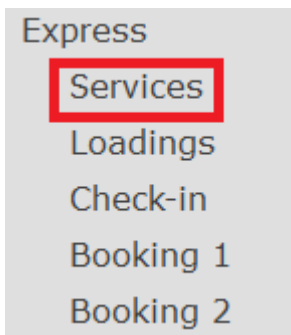 Express
Services
Loadings
Check-in
Booking 1
Booking 2